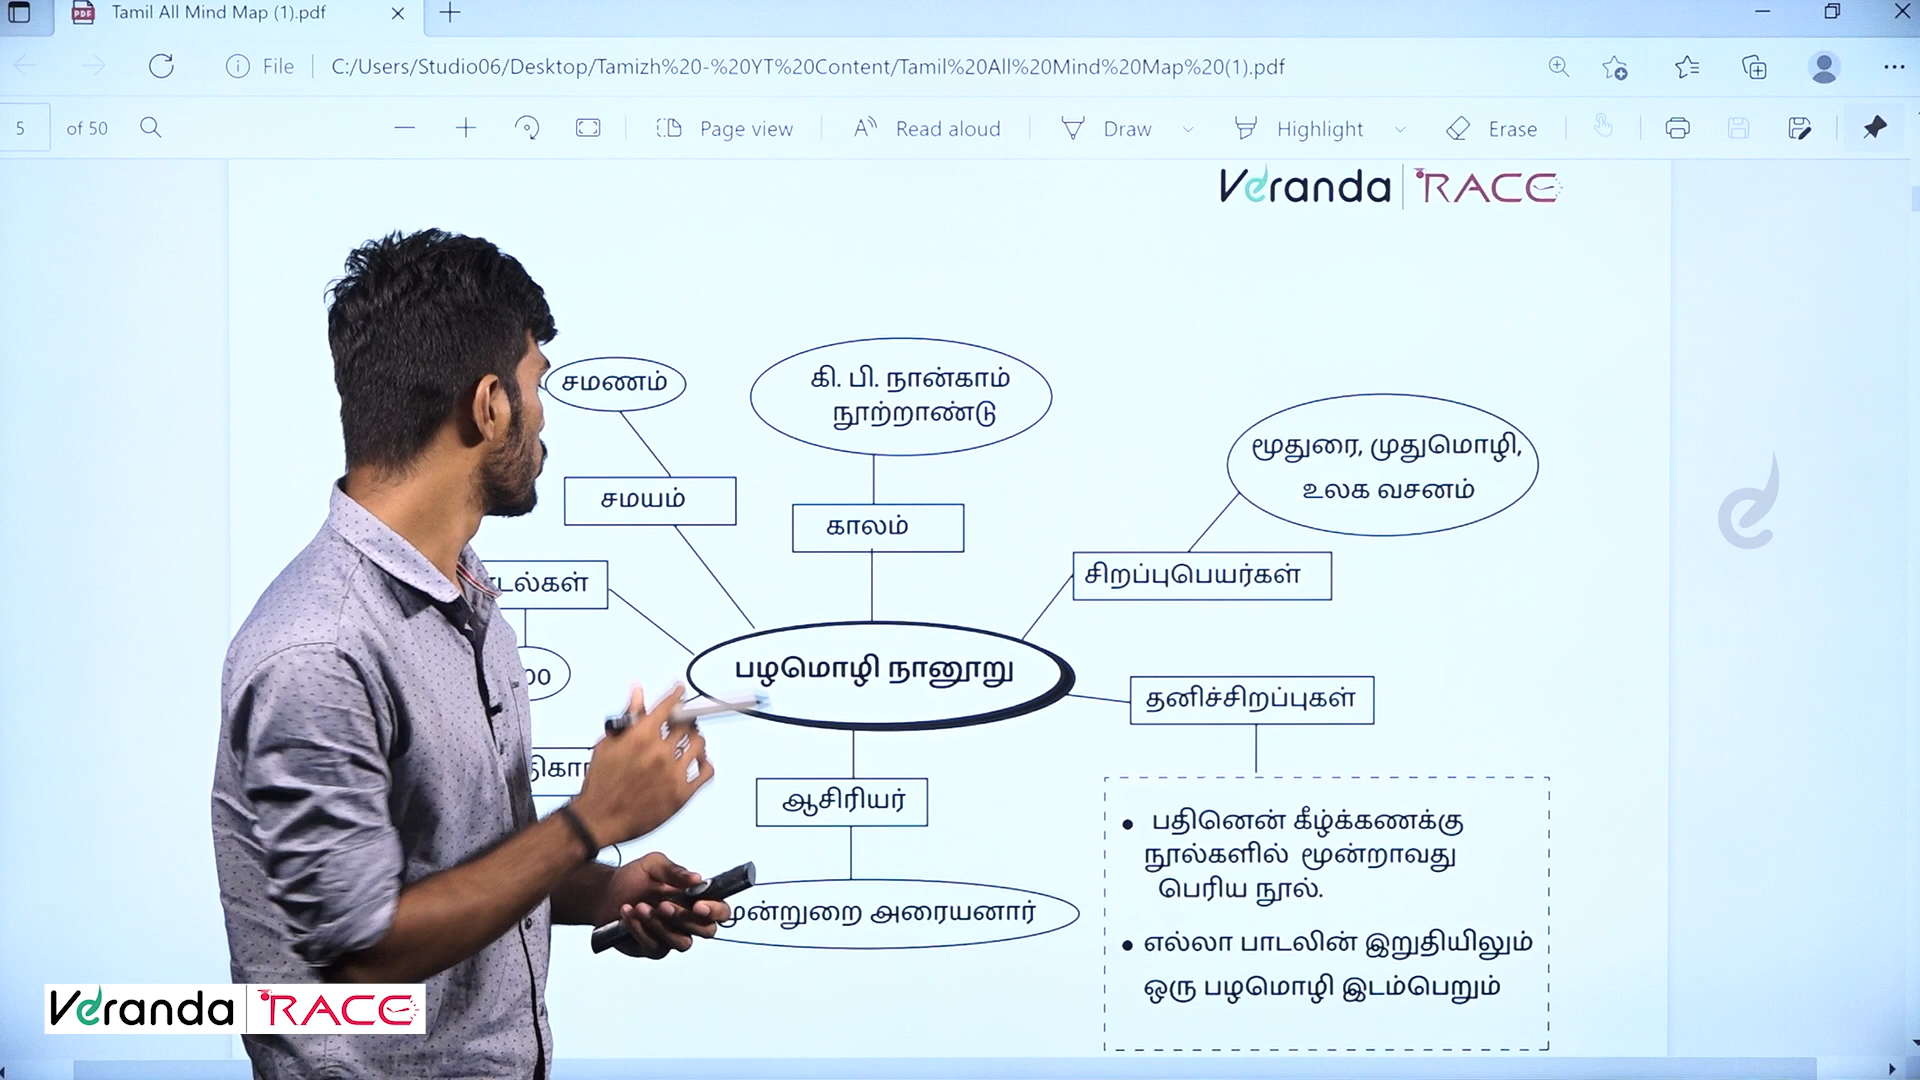 Tamil All Mind Map (1).pdf
File
C:/Users/Studio06/Desktop/Tamizh%20-%20YT%20Content/Tamil%20All%20Mind%20Map%20(1).pdf
5
of 50
Page view
Read aloud
Draw
Highlight
Erase
Veranda RACE
சமணம்
கி. பி. நான்காம்
நூற்றாண்டு
மூதுரை, முதுமொழி,
உலக வசனம்
சமயம்
காலம்
சிறப்புபெயர்கள்
பழமொழி நானூறு
தனிச்சிறப்புகள்
ஆசிரியர்
அரையனார்
• பதினென் கீழ்க்கணக்கு
நூல்களில் மூன்றாவது
பெரிய நூல்.
• எல்லா பாடலின் இறுதியிலும்
ஒரு பழமொழி இடம்பெறும்
Veranda RACE